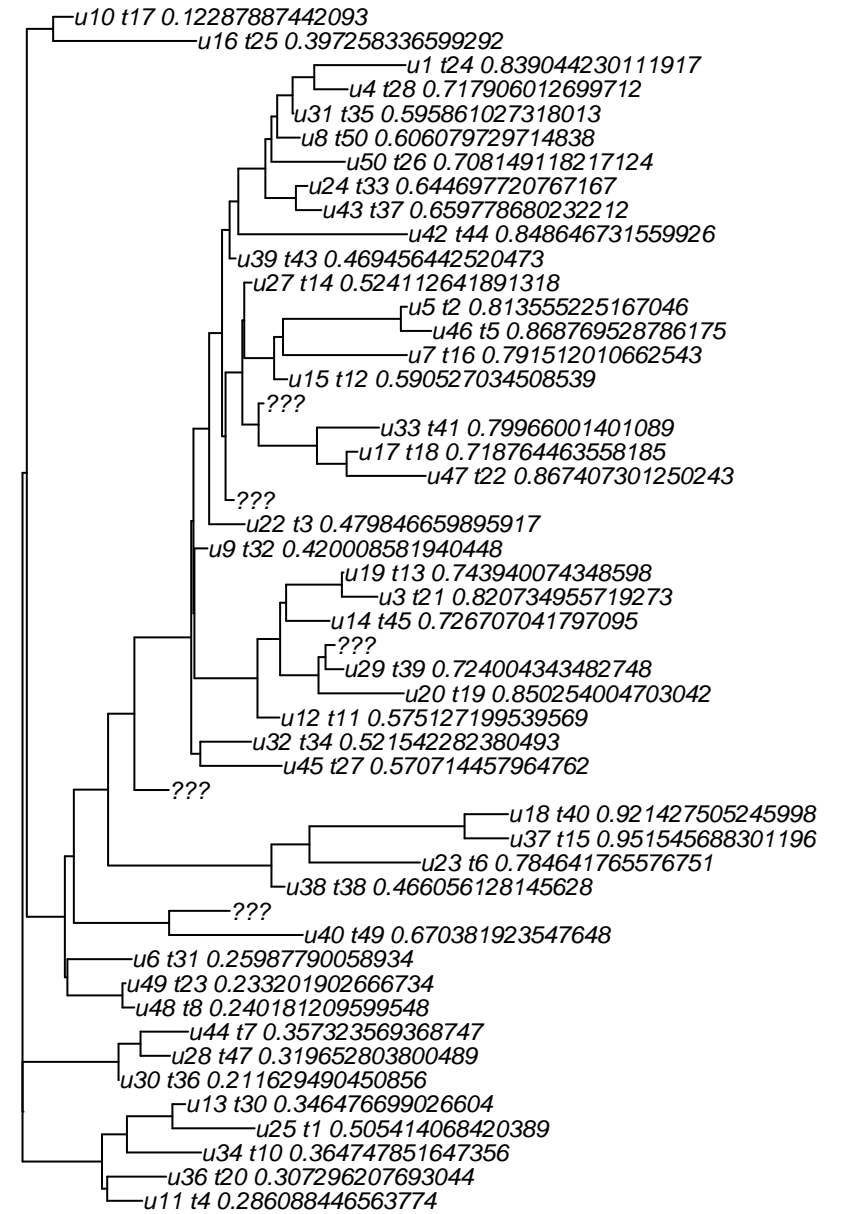 u10 t17 0.12287887442093
u16 t25 0.397258336599292
u1 t24 0.839044230111917
u4 t28 0.717906012699712
u31 t35 0.595861027318013
u8 t50 0.606079729714838
u50 t26 0.708149118217124
u24 t33 0.644697720767167
u43 t37 0.659778680232212
u42 t44 0.848646731559926
u39 t43 0.469456442520473
u27 t14 0.524112641891318
u5 t2 0.813555225167046
u46 t5 0.868769528786175
u7 t16 0.791512010662543
u15 t12 0.590527034508539
???
u33 t41 0.79966001401089
u17 t18 0.718764463558185
u47 t22 0.867407301250243
???
u22 t3 0.479846659895917
u9 t32 0.420008581940448
u19 t13 0.743940074348598
u3 t21 0.820734955719273
u14 t45 0.726707041797095
???
u29 t39 0.724004343482748
u20 t19 0.850254004703042
u12 t11 0.575127199539569
u32 t34 0.521542282380493
u45 t27 0.570714457964762
???
u18 t40 0.921427505245998
u37 t15 0.951545688301196
u23 t6 0.784641765576751
u38 t38 0.466056128145628
???
u40 t49 0.670381923547648
u6 t31 0.25987790058934
u49 t23 0.233201902666734
u48 t8 0.240181209599548
u44 t7 0.357323569368747
u28 t47 0.319652803800489
u30 t36 0.211629490450856
u13 t30 0.346476699026604
u25 t1 0.505414068420389
u34 t10 0.364747851647356
u36 t20 0.307296207693044
u11 t4 0.286088446563774